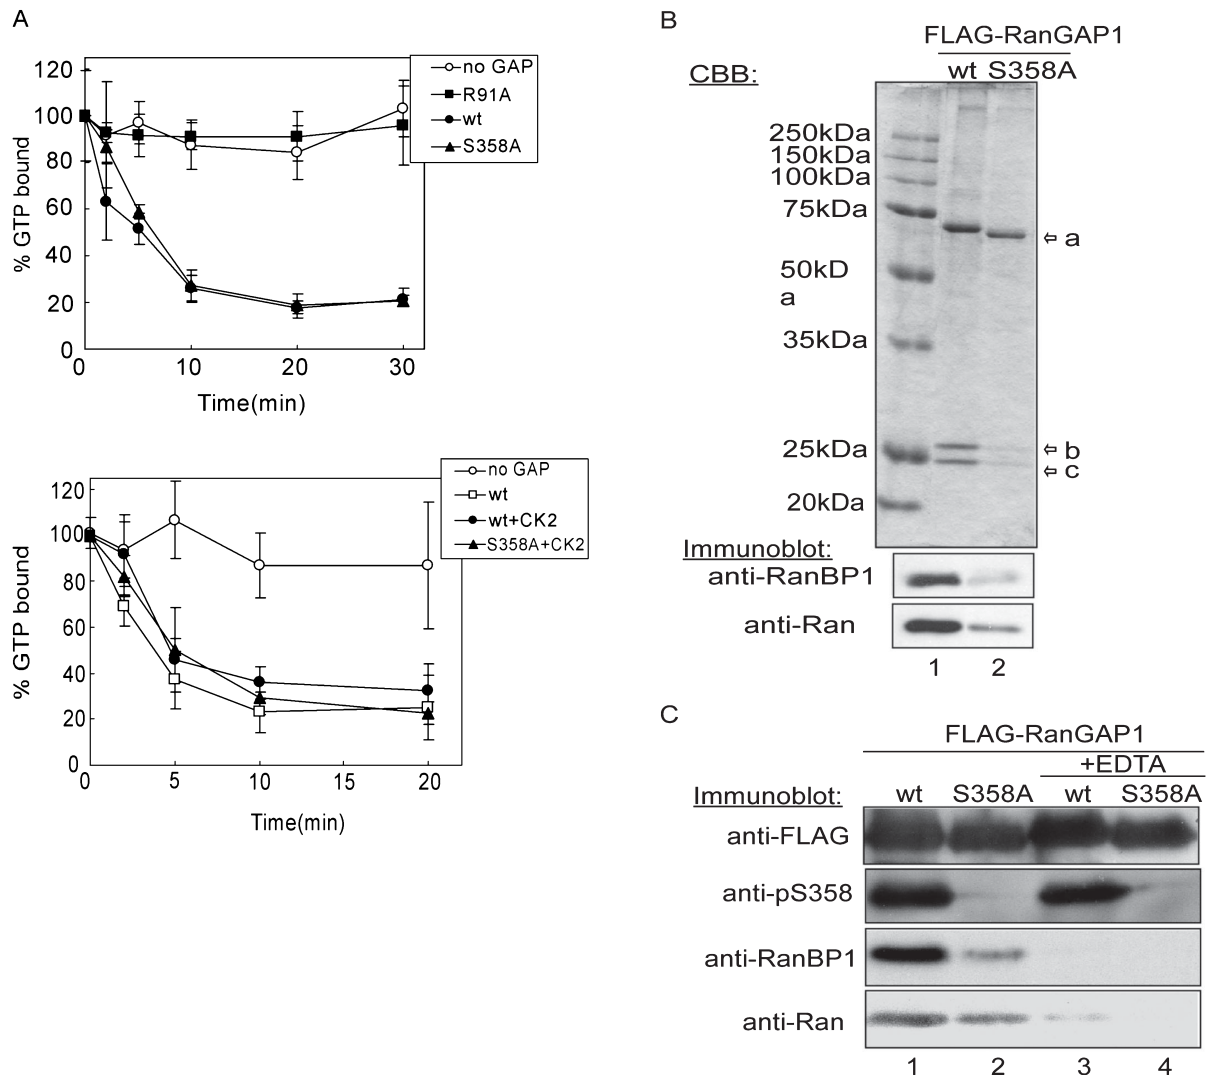 A
120
100
80
60
40
20
0
% GTP bound
0 10 20 30
Time(min)
no GAP
R91A
wt
S358A
120
100
80
60
40
20
0
% GTP bound
0 5 10 15 20
Time(min)
no GAP
wt
wt+CK2
S358A+CK2
B
FLAG-RanGAP1
CBB: wt S358A
250kDa
150kDa
100kDa
75kDa
a
50kD
a
35kDa
25kDa
b
c
20kDa
Immunoblot:
anti-RanBP1
anti-Ran
1 2
C
FLAG-RanGAP1
+EDTA
Immunoblot: wt S358A wt S358A
anti-FLAG
anti-pS358
anti-RanBP1
anti-Ran
1 2 3 4